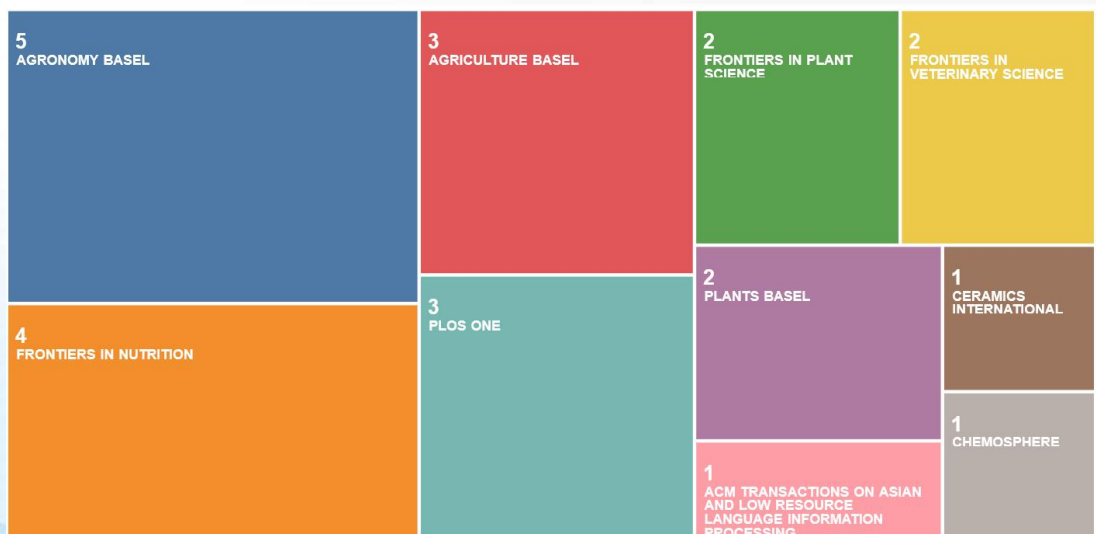 5
AGRONOMY BASEL
3
AGRICULTURE BASEL
2
FRONTIERS IN PLANT
SCIENCE
2
FRONTIERS IN
VETERINARY SCIENCE
4
FRONTIERS IN NUTRITION
3
PLOS ONE
2
PLANTS BASEL
1
CERAMICS
INTERNATIONAL
1
CHEMOSPHERE
1
ACM TRANSACTIONS ON ASIAN
AND LOW RESOURCE
LANGUAGE INFORMATION
PROCESSING